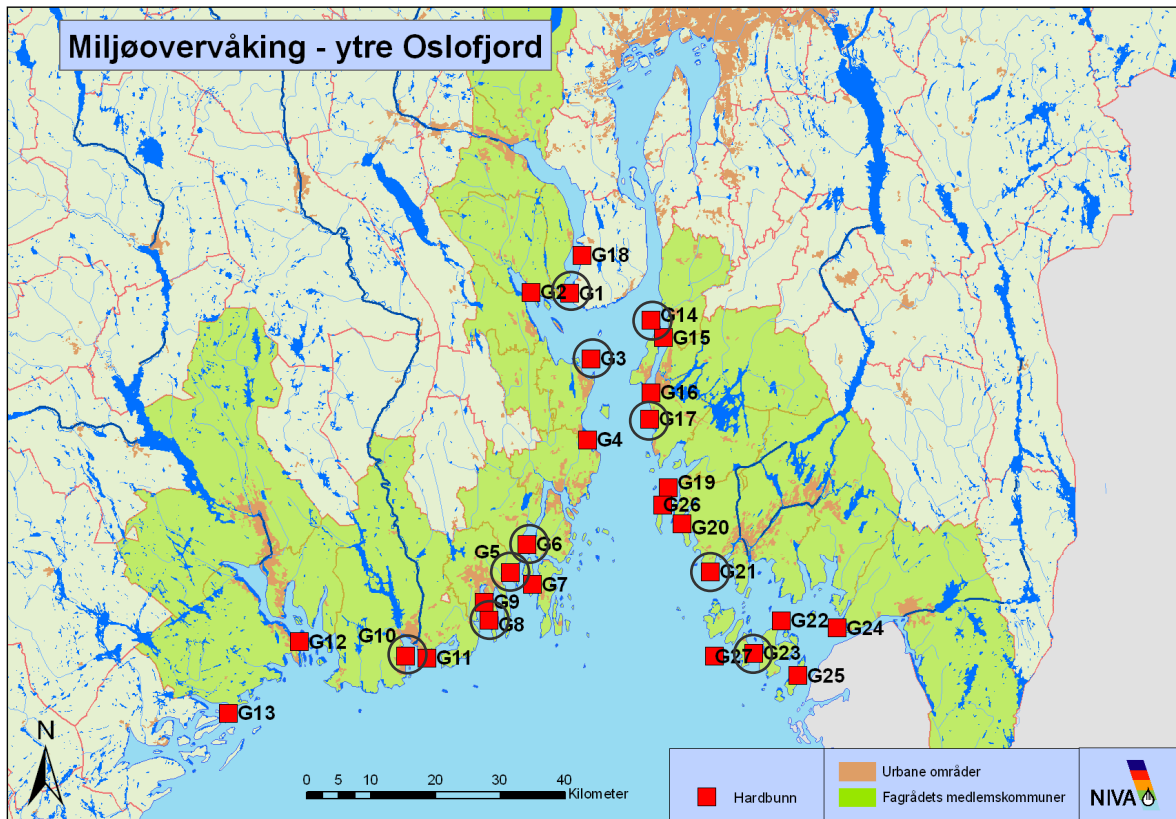 Miljøovervåking - ytre Oslofjord
G18
G2
G1
G14
G15
G3
G16
G17
G4
G19
G26
G20
G6
G5
G21
G7
G9
G8
G22
G24
G12
G10
G11
G27
G23
G25
G13
N
0 5 10 20 30 40
Kilometer
Hardbunn
Urbane områder
Fagrådets medlemskommuner
NIVA